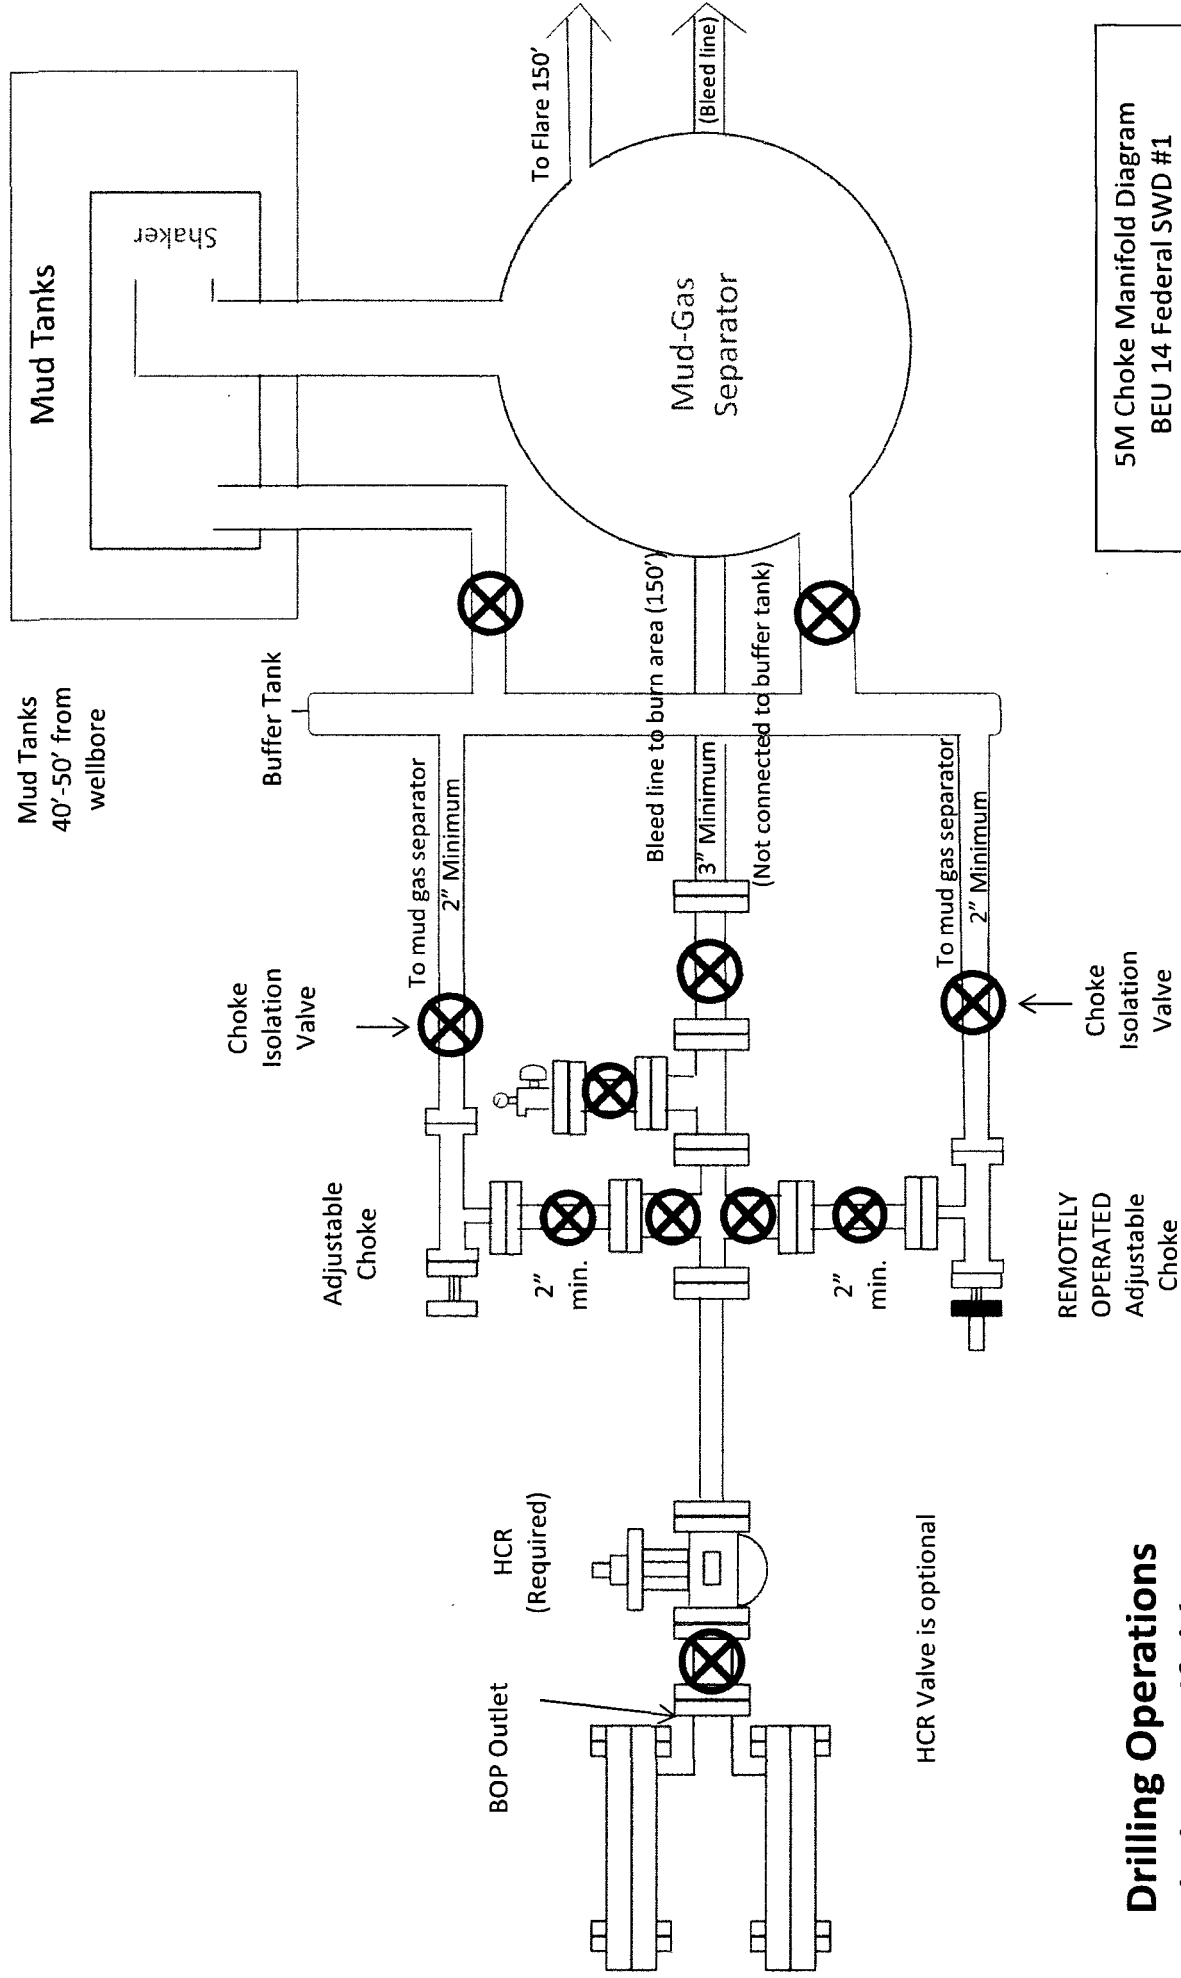 Mud Tanks
40’-50’ from
wellbore
Mud Tanks
Shaker
Buffer Tank
To Flare 150’
(Bleed line)
Mud-Gas
Separator
Choke
Isolation
Valve
To mud gas separator
2” Minimum
Bleed line to burn area (150’)
3” Minimum
(Not connected to buffer tank)
To mud gas separator
2” Minimum
Choke
Isolation
Valve
Adjustable
Choke
2”
min.
2”
min.
REMOTELY
OPERATED
Adjustable
Choke
HCR
(Required)
BOP Outlet
HCR Valve is optional
Drilling Operations
5M Choke Manifold Diagram
BEU 14 Federal SWD #1